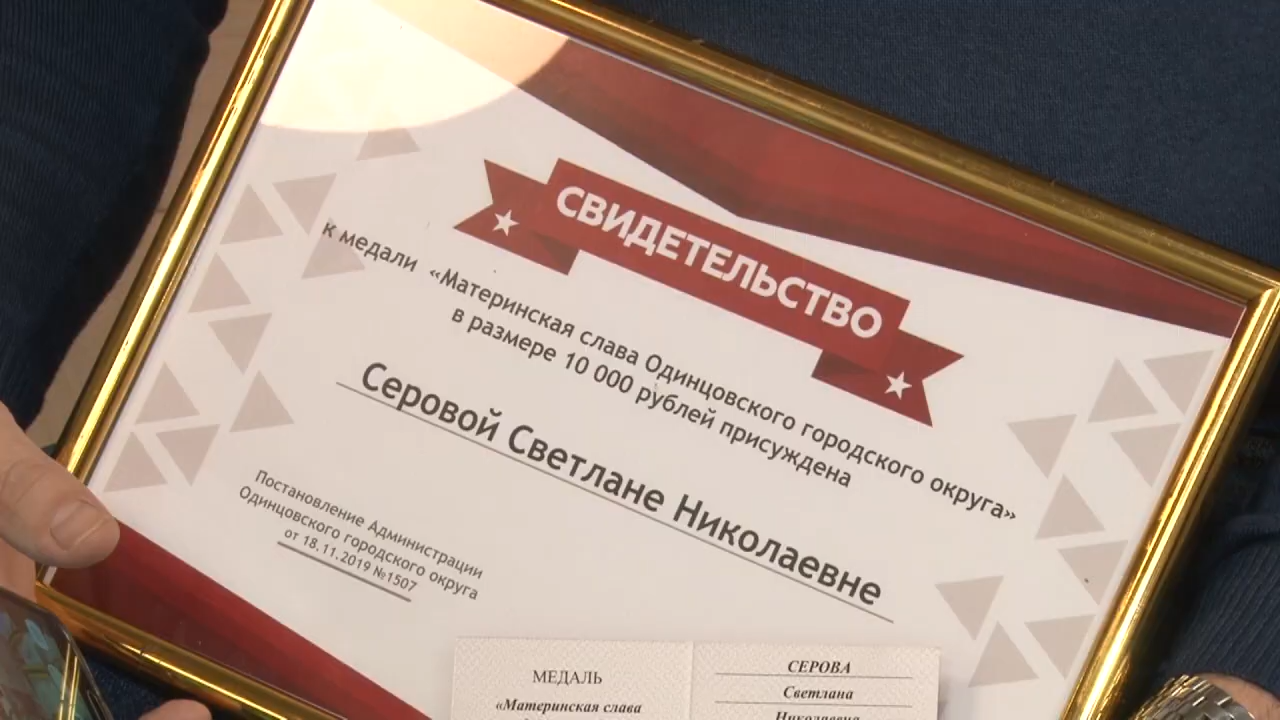 СВИДЕТЕЛЬСТВО
к медали «Материнская слава Одинцовского городского округа»
в размере 10 000 рублей присуждена
Серовой Светлане Николаевне
Постановление Администрации
Одинцовского городского округа
от 18.11.2019 №1507
МЕДАЛЬ
«Материнская слава
СЕРОВА
Светлана
Николаевна